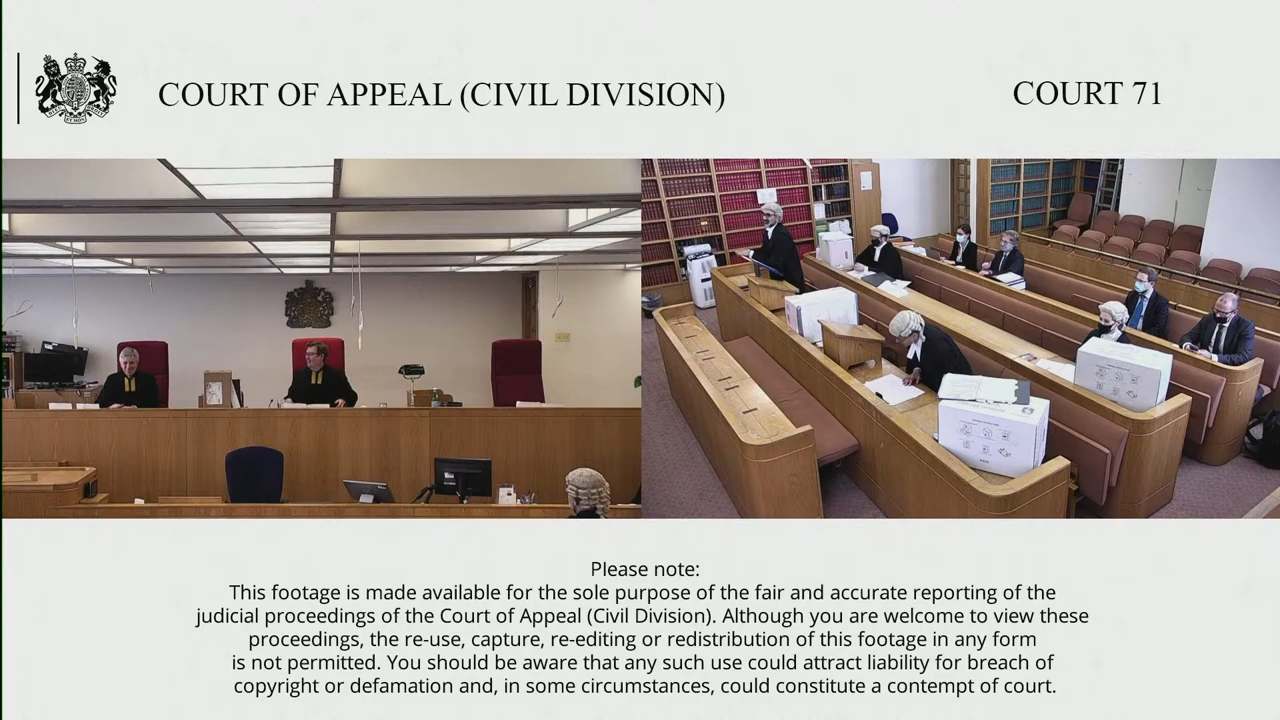 COURT OF APPEAL (CIVIL DIVISION)
COURT 71
Please note:
This footage is made available for the sole purpose of the fair and accurate reporting of the
judicial proceedings of the Court of Appeal (Civil Division). Although you are welcome to view these
proceedings, the re-use, capture, re-editing or redistribution of this footage in any form
is not permitted. You should be aware that any such use could attract liability for breach of
copyright or defamation and, in some circumstances, could constitute a contempt of court.